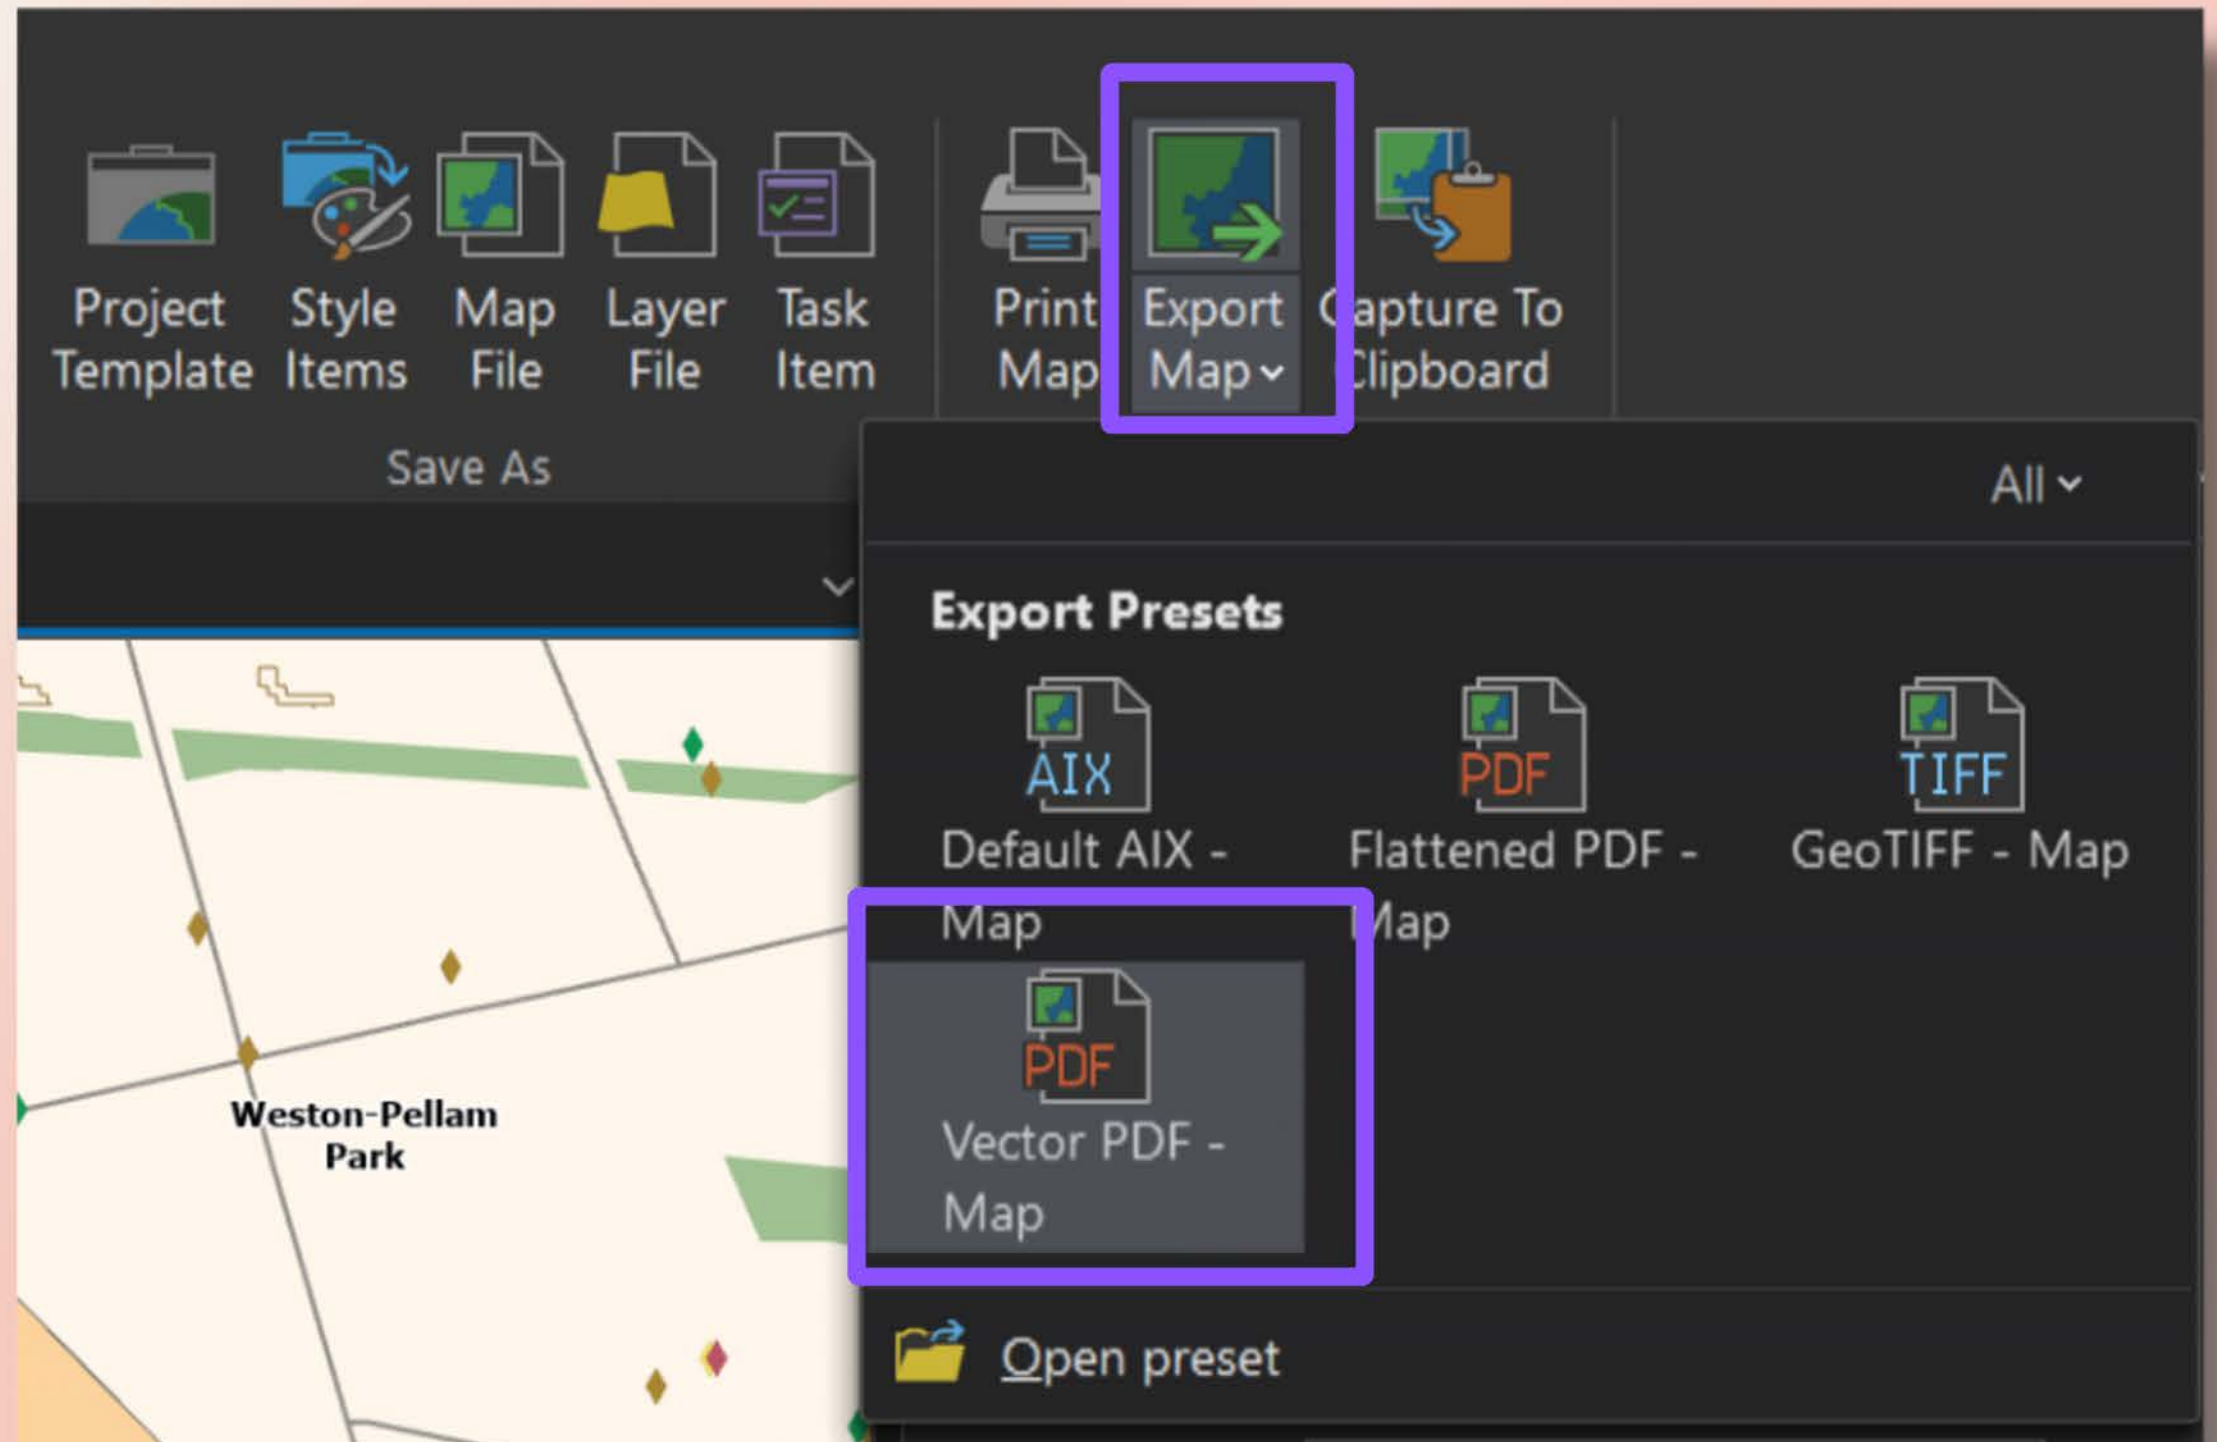 Project Template
Style Items
Map File
Layer File
Task Item
Print Map
Export Map
Capture To Clipboard
Save As
All
Export Presets
AIX
PDF
TIFF
Default AIX - Map
Flattened PDF - Map
GeoTIFF - Map
PDF
Vector PDF - Map
Open preset
Weston-Pellam
Park